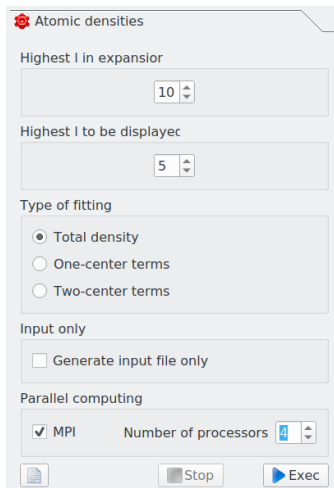 Atomic densities
Highest l in expansior
10
Highest l to be displayed
5
Type of fitting
Total density
One-center terms
Two-center terms
Input only
Generate input file only
Parallel computing
MPI Number of processors 4
Stop Exec